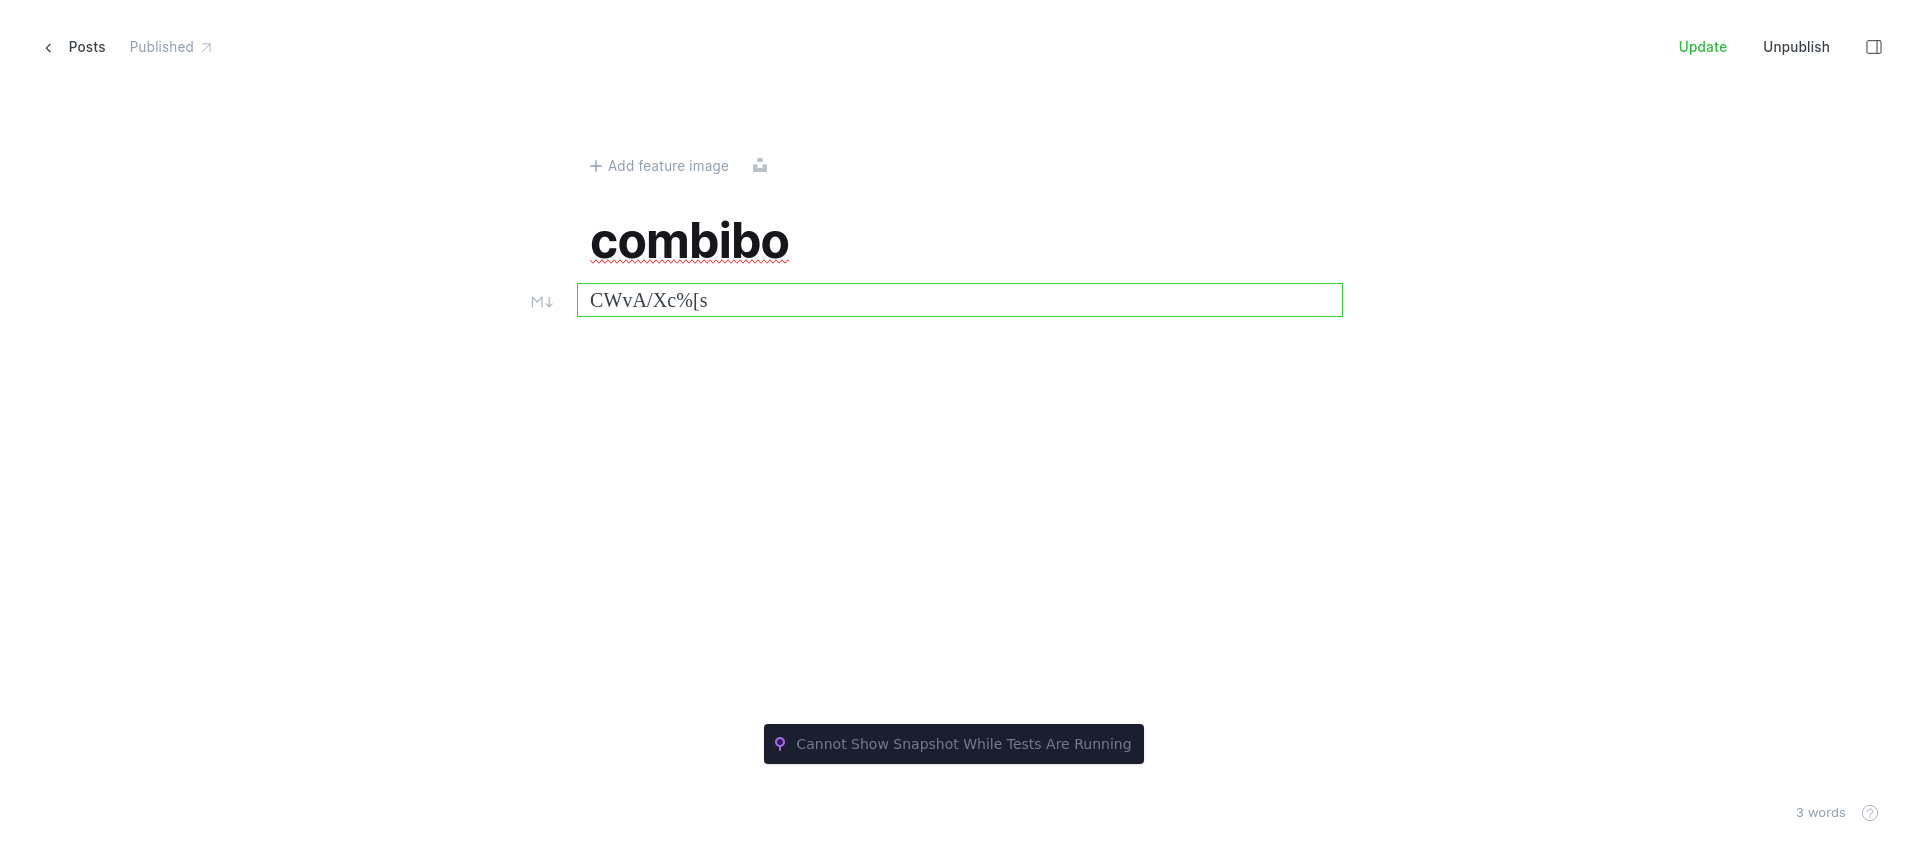 Posts Published
Update Unpublish
Add feature image
combibo
M↓ CWvA/Xc%[s
Cannot Show Snapshot While Tests Are Running
3 words ?